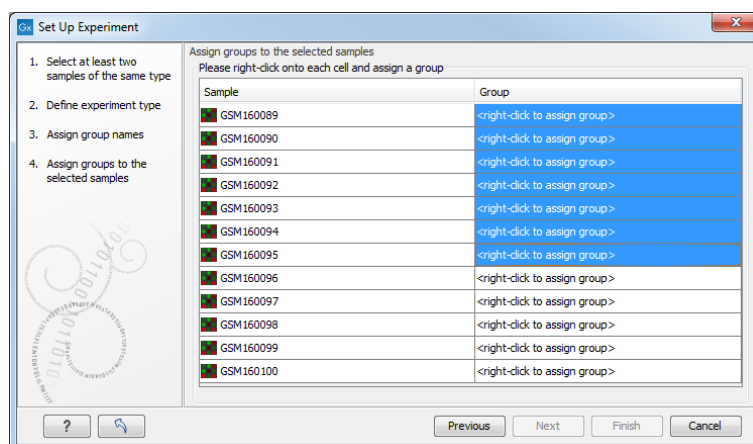 Gx Set Up Experiment
x
1. Select at least two
samples of the same type
2. Define experiment type
3. Assign group names
4. Assign groups to the
selected samples
Assign groups to the selected samples
Please right-click onto each cell and assign a group
Sample Group
GSM160089 <right-click to assign group>
GSM160090 <right-click to assign group>
GSM160091 <right-click to assign group>
GSM160092 <right-click to assign group>
GSM160093 <right-click to assign group>
GSM160094 <right-click to assign group>
GSM160095 <right-click to assign group>
GSM160096 <right-click to assign group>
GSM160097 <right-click to assign group>
GSM160098 <right-click to assign group>
GSM160099 <right-click to assign group>
GSM160100 <right-click to assign group>
? Previous Next Finish Cancel